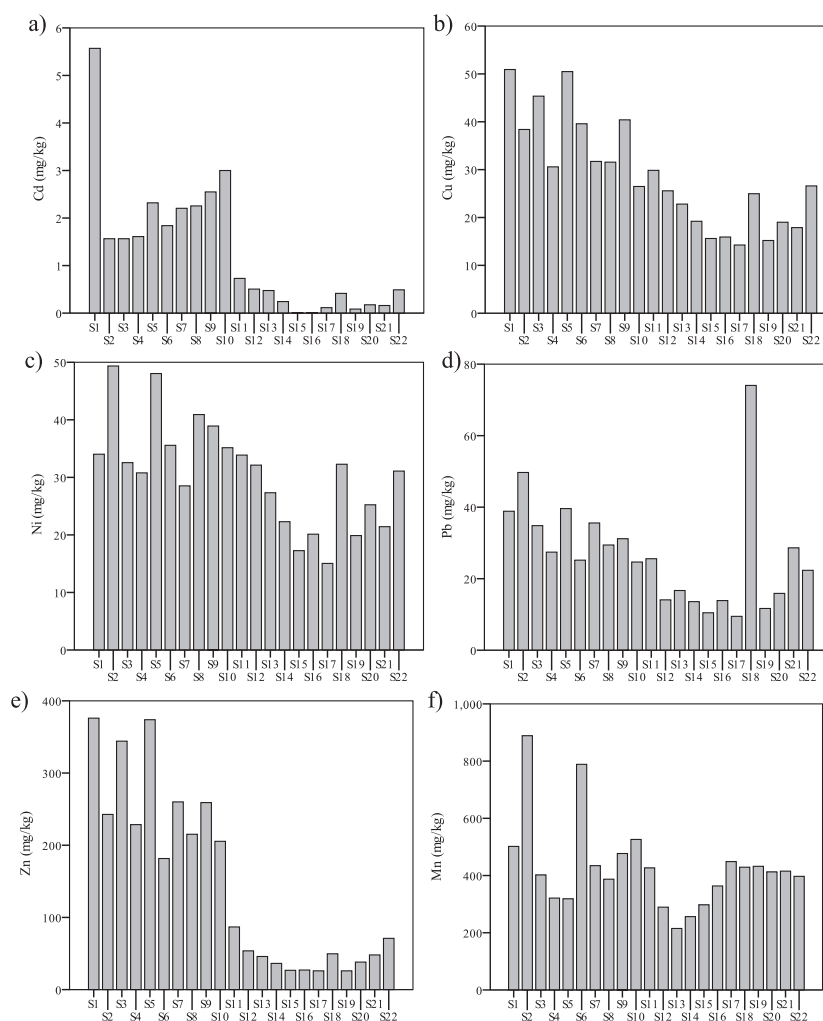 a)
Cd (mg/kg)
6
5
4
3
2
1
0
S1 S3 S5 S7 S9 S11 S13 S15 S17 S19 S21
S2 S4 S6 S8 S10 S12 S14 S16 S18 S20 S22
b)
Cu (mg/kg)
60
50
40
30
20
10
0
S1 S3 S5 S7 S9 S11 S13 S15 S17 S19 S21
S2 S4 S6 S8 S10 S12 S14 S16 S18 S20 S22
c)
Ni (mg/kg)
50
40
30
20
10
0
S1 S3 S5 S7 S9 S11 S13 S15 S17 S19 S21
S2 S4 S6 S8 S10 S12 S14 S16 S18 S20 S22
d)
Pb (mg/kg)
80
60
40
20
0
S1 S3 S5 S7 S9 S11 S13 S15 S17 S19 S21
S2 S4 S6 S8 S10 S12 S14 S16 S18 S20 S22
e)
Zn (mg/kg)
400
300
200
100
0
S1 S3 S5 S7 S9 S11 S13 S15 S17 S19 S21
S2 S4 S6 S8 S10 S12 S14 S16 S18 S20 S22
f)
Mn (mg/kg)
1,000
800
600
400
200
0
S1 S3 S5 S7 S9 S11 S13 S15 S17 S19 S21
S2 S4 S6 S8 S10 S12 S14 S16 S18 S20 S22